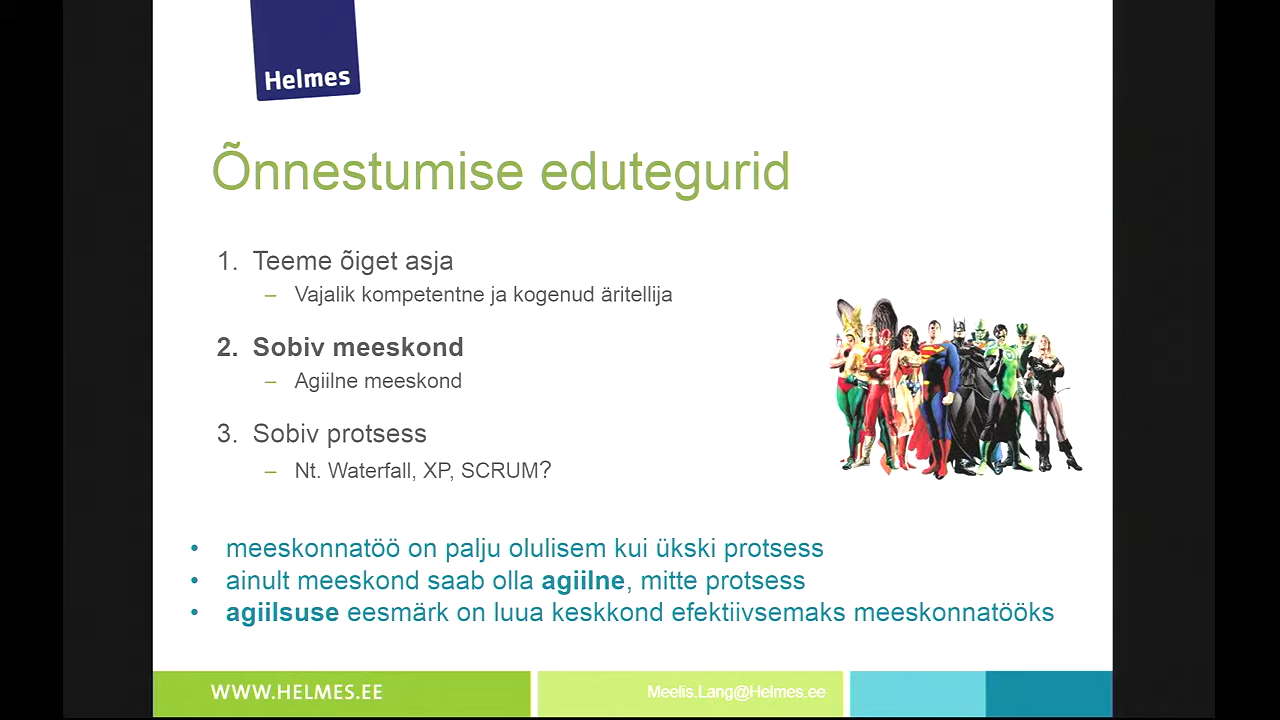 Helmes
Õnnestumise edutegurid
1. Teeme õiget asja
– Vajalik kompetentne ja kogenud äritellija
2. Sobiv meeskond
– Agiilne meeskond
3. Sobiv protsess
– Nt. Waterfall, XP, SCRUM?
• meeskonnatöö on palju olulisem kui ükski protsess
• ainult meeskond saab olla agiilne, mitte protsess
• agiilsuse eesmärk on luua keskkond efektiivsemaks meeskonnatööks
WWW.HELMES.EE
Meelis.Lang@Helmes.ee